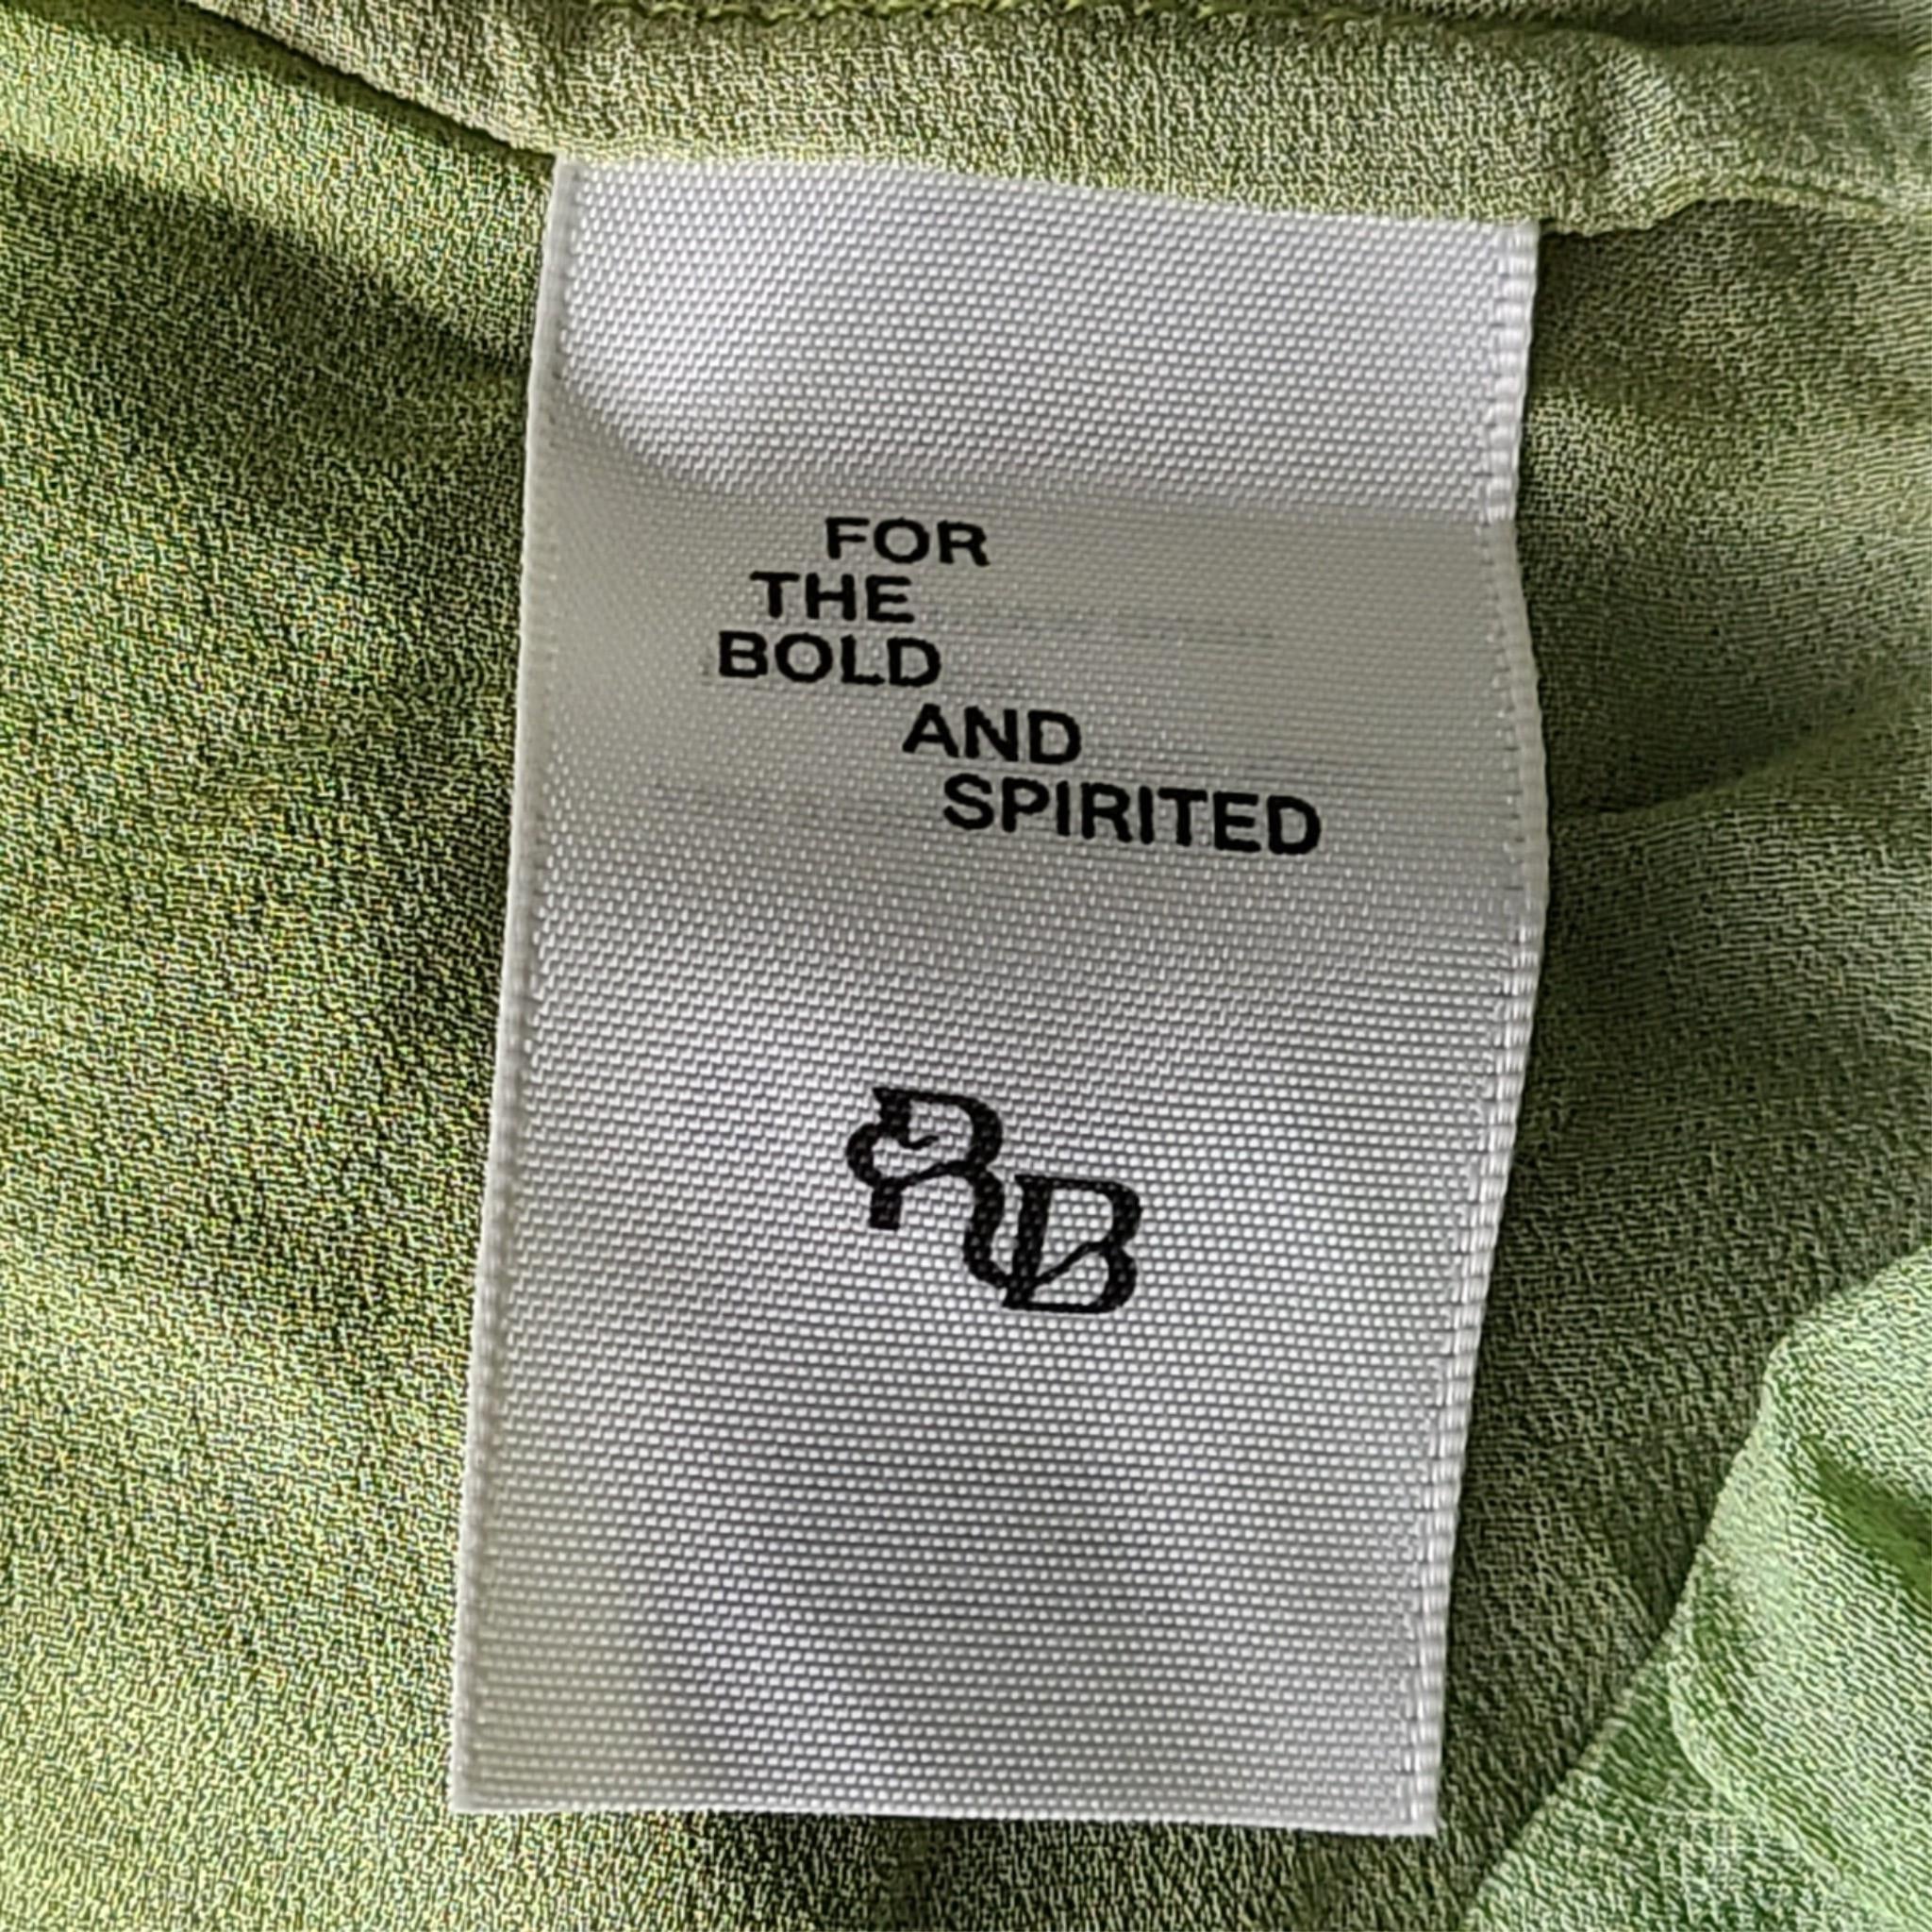 FOR
THE
BOLD
AND
SPIRITED
RB